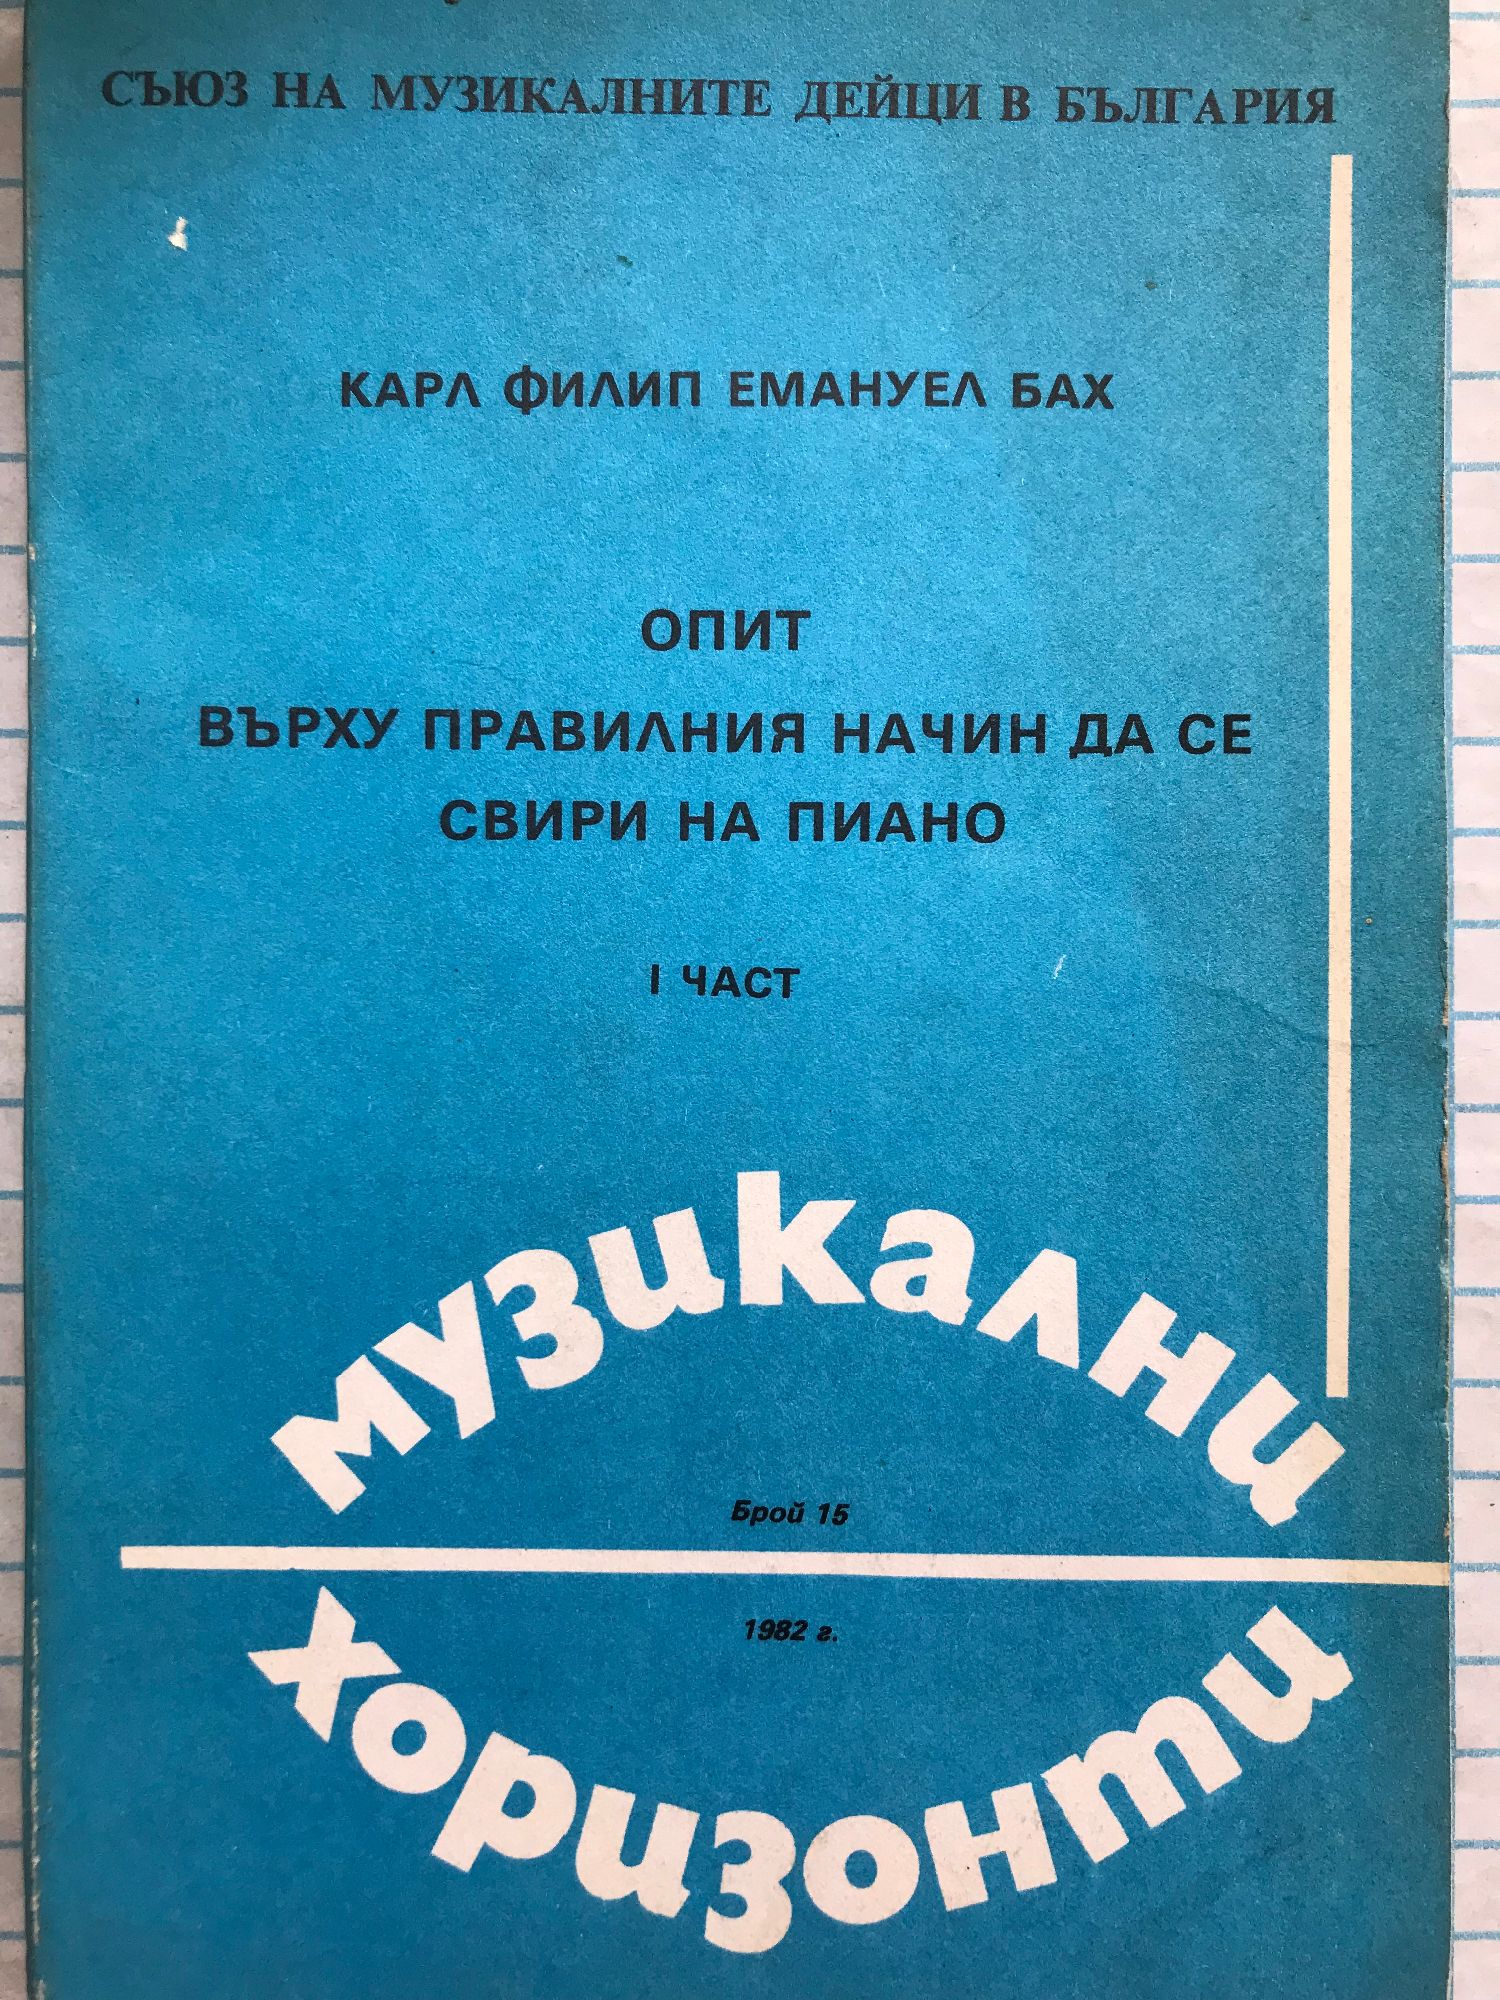 СЪЮЗ НА МУЗИКАЛНИТЕ ДЕЙЦИ В БЪЛГАРИЯ
КАРЛ ФИЛИП ЕМАНУЕЛ БАХ
ОПИТ
ВЪРХУ ПРАВИЛНИЯ НАЧИН ДА СЕ
СВИРИ НА ПИАНО
I ЧАСТ
музикални
Брой 15
1982 г.
хоризонти